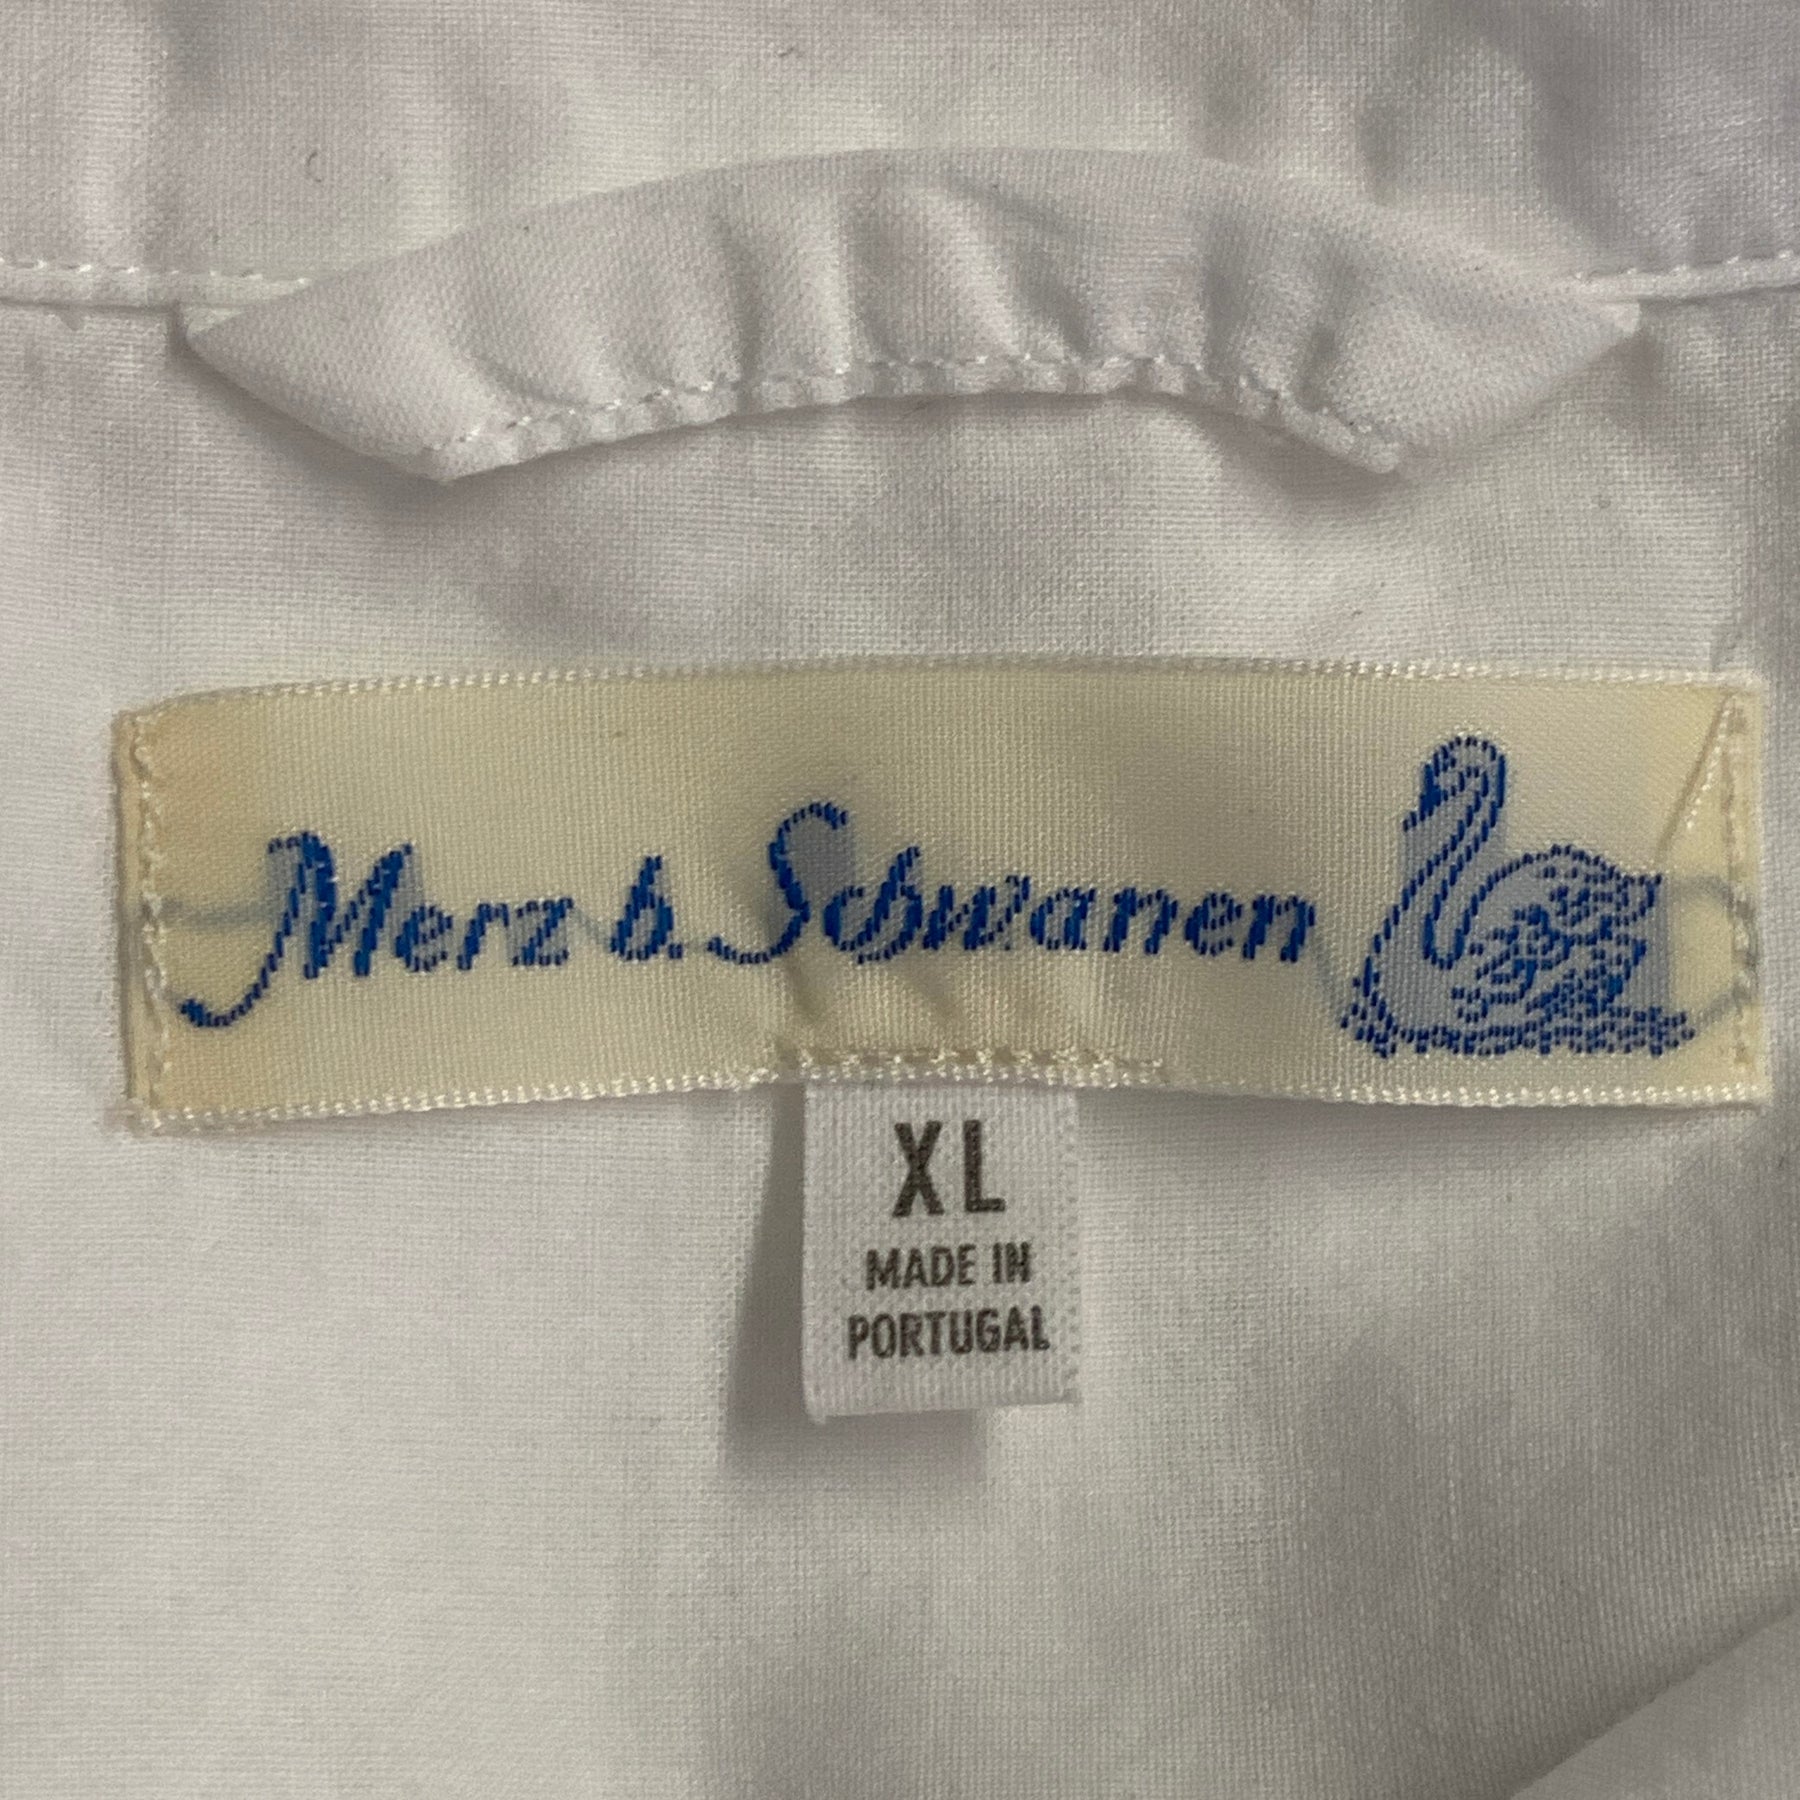 Merz b. Schwanen
XL
MADE IN
PORTUGAL